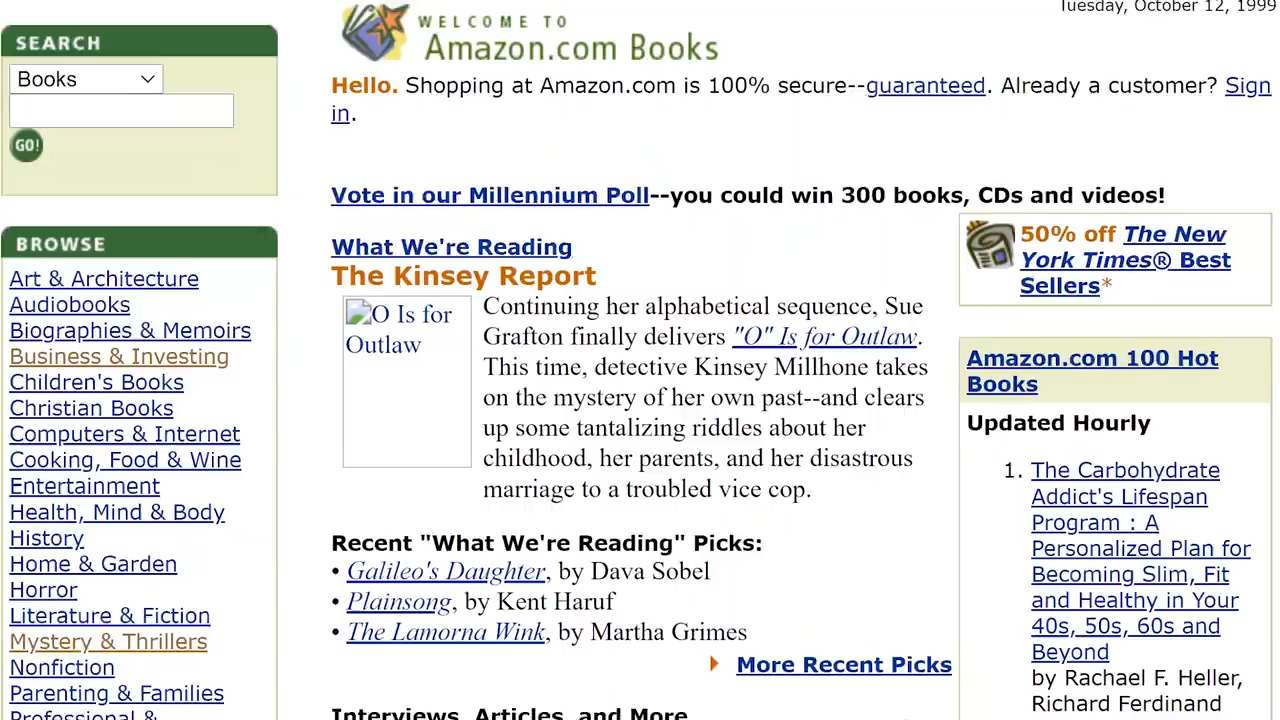 Tuesday, October 12, 1999
SEARCH
Books
GO!
BROWSE
Art & Architecture
Audiobooks
Biographies & Memoirs
Business & Investing
Children's Books
Christian Books
Computers & Internet
Cooking, Food & Wine
Entertainment
Health, Mind & Body
History
Home & Garden
Horror
Literature & Fiction
Mystery & Thrillers
Nonfiction
Parenting & Families
Professional &
WELCOME TO
Amazon.com Books
Hello. Shopping at Amazon.com is 100% secure--guaranteed. Already a customer? Sign
in.
Vote in our Millennium Poll--you could win 300 books, CDs and videos!
What We're Reading
The Kinsey Report
O Is for
Outlaw
Continuing her alphabetical sequence, Sue
Grafton finally delivers "O" Is for Outlaw.
This time, detective Kinsey Millhone takes
on the mystery of her own past--and clears
up some tantalizing riddles about her
childhood, her parents, and her disastrous
marriage to a troubled vice cop.
Recent "What We're Reading" Picks:
• Galileo's Daughter, by Dava Sobel
• Plainsong, by Kent Haruf
• The Lamorna Wink, by Martha Grimes
More Recent Picks
Interviews, Articles, and More
50% off The New
York Times® Best
Sellers*
Amazon.com 100 Hot
Books
Updated Hourly
1. The Carbohydrate
Addict's Lifespan
Program : A
Personalized Plan for
Becoming Slim, Fit
and Healthy in Your
40s, 50s, 60s and
Beyond
by Rachael F. Heller,
Richard Ferdinand